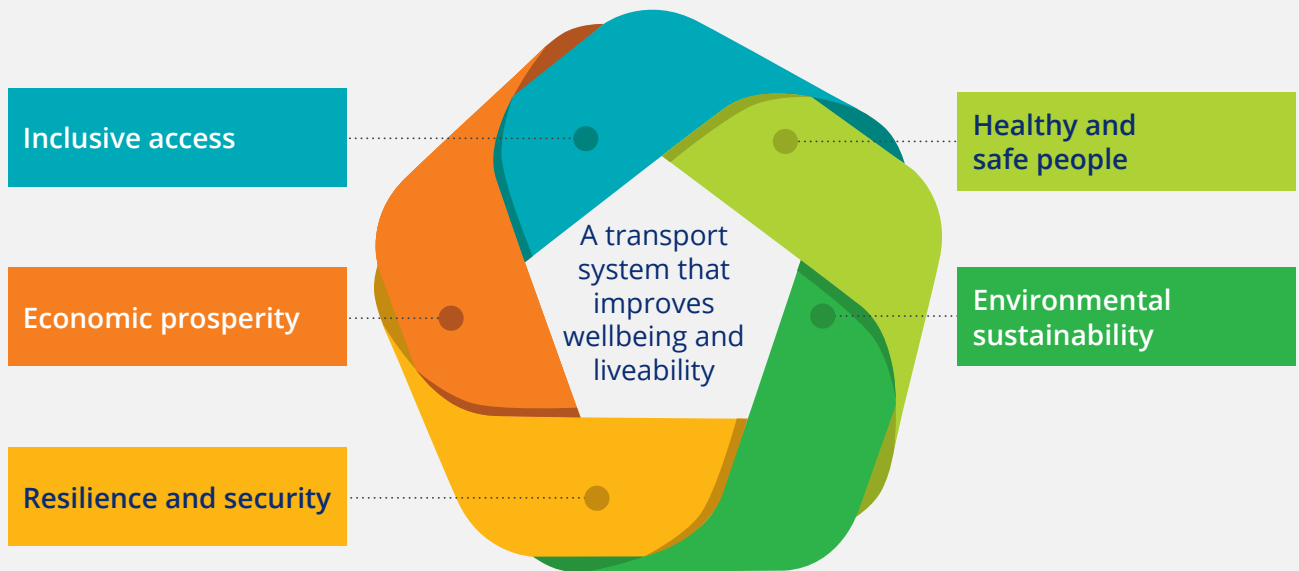 Inclusive access
Healthy and
safe people
A transport
system that
improves
wellbeing and
liveability
Economic prosperity
Environmental
sustainability
Resilience and security